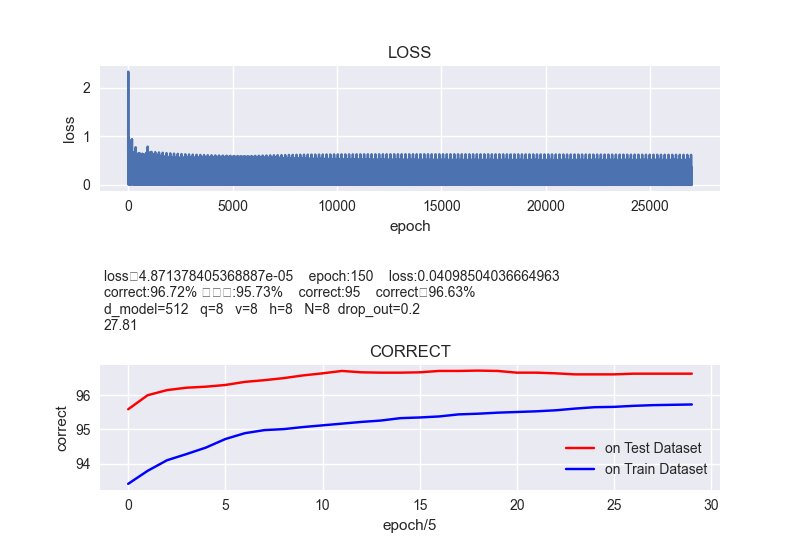 LOSS
2
1
0
loss
0 5000 10000 15000 20000 25000
epoch
loss□4.871378405368887e-05 epoch:150 loss:0.04098504036664963
correct:96.72% □□□:95.73% correct:95 correct□96.63%
d_model=512 q=8 v=8 h=8 N=8 drop_out=0.2
27.81
CORRECT
96
95
94
correct
on Test Dataset
on Train Dataset
0 5 10 15 20 25 30
epoch/5